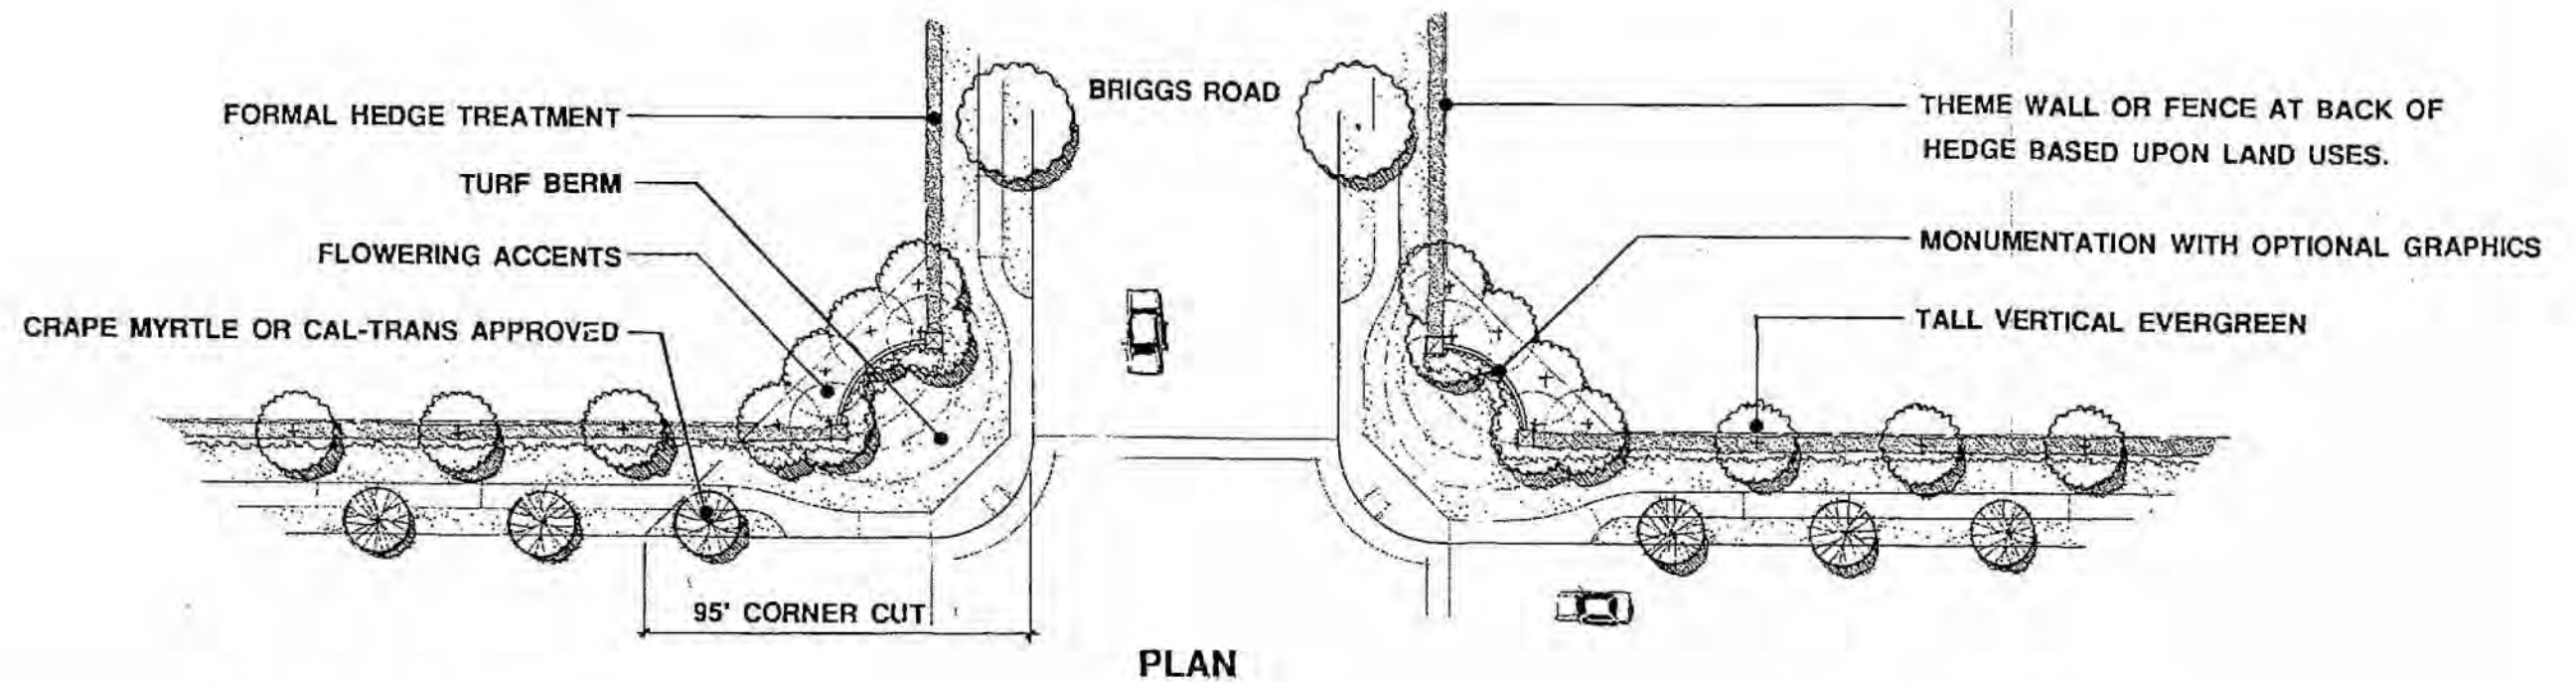 BRIGGS ROAD
FORMAL HEDGE TREATMENT
TURF BERM
FLOWERING ACCENTS
CRAPE MYRTLE OR CAL-TRANS APPROVED
THEME WALL OR FENCE AT BACK OF
HEDGE BASED UPON LAND USES.
MONUMENTATION WITH OPTIONAL GRAPHICS
TALL VERTICAL EVERGREEN
95' CORNER CUT
PLAN